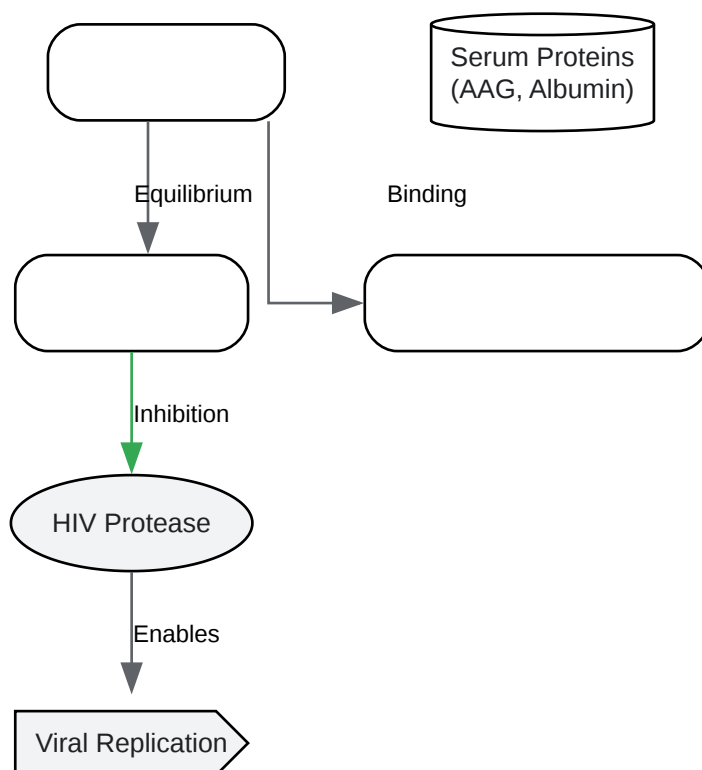 Serum Proteins
(AAG, Albumin)
Equilibrium
Binding
Inhibition
HIV Protease
Enables
Viral Replication